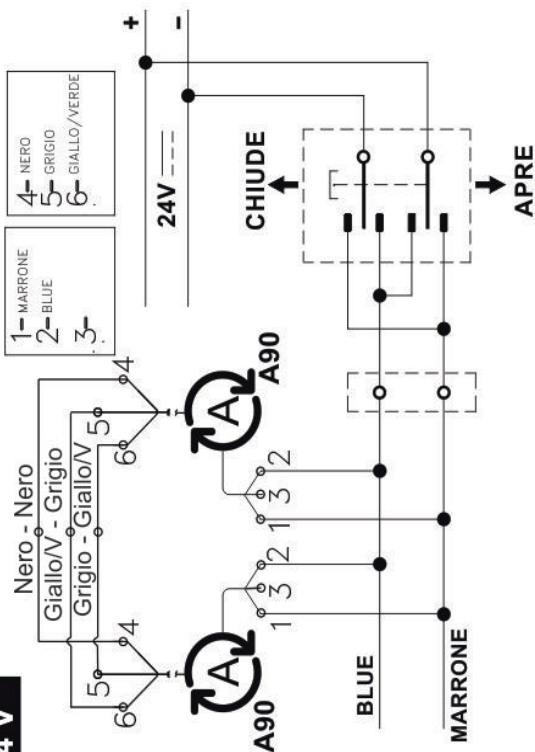 4 V
Nero - Nero
Giallo/V - Grigio
Grigio - Giallo/V
1- MARRONE
2- BLUE
3-
4- NERO
5- GRIGIO
6- GIALLO/VERDE
6
5
4
6
5
4
A
A90
A
A90
1
3
2
1
3
2
24V
+
-
CHIUDE
APRE
BLUE
MARRONE